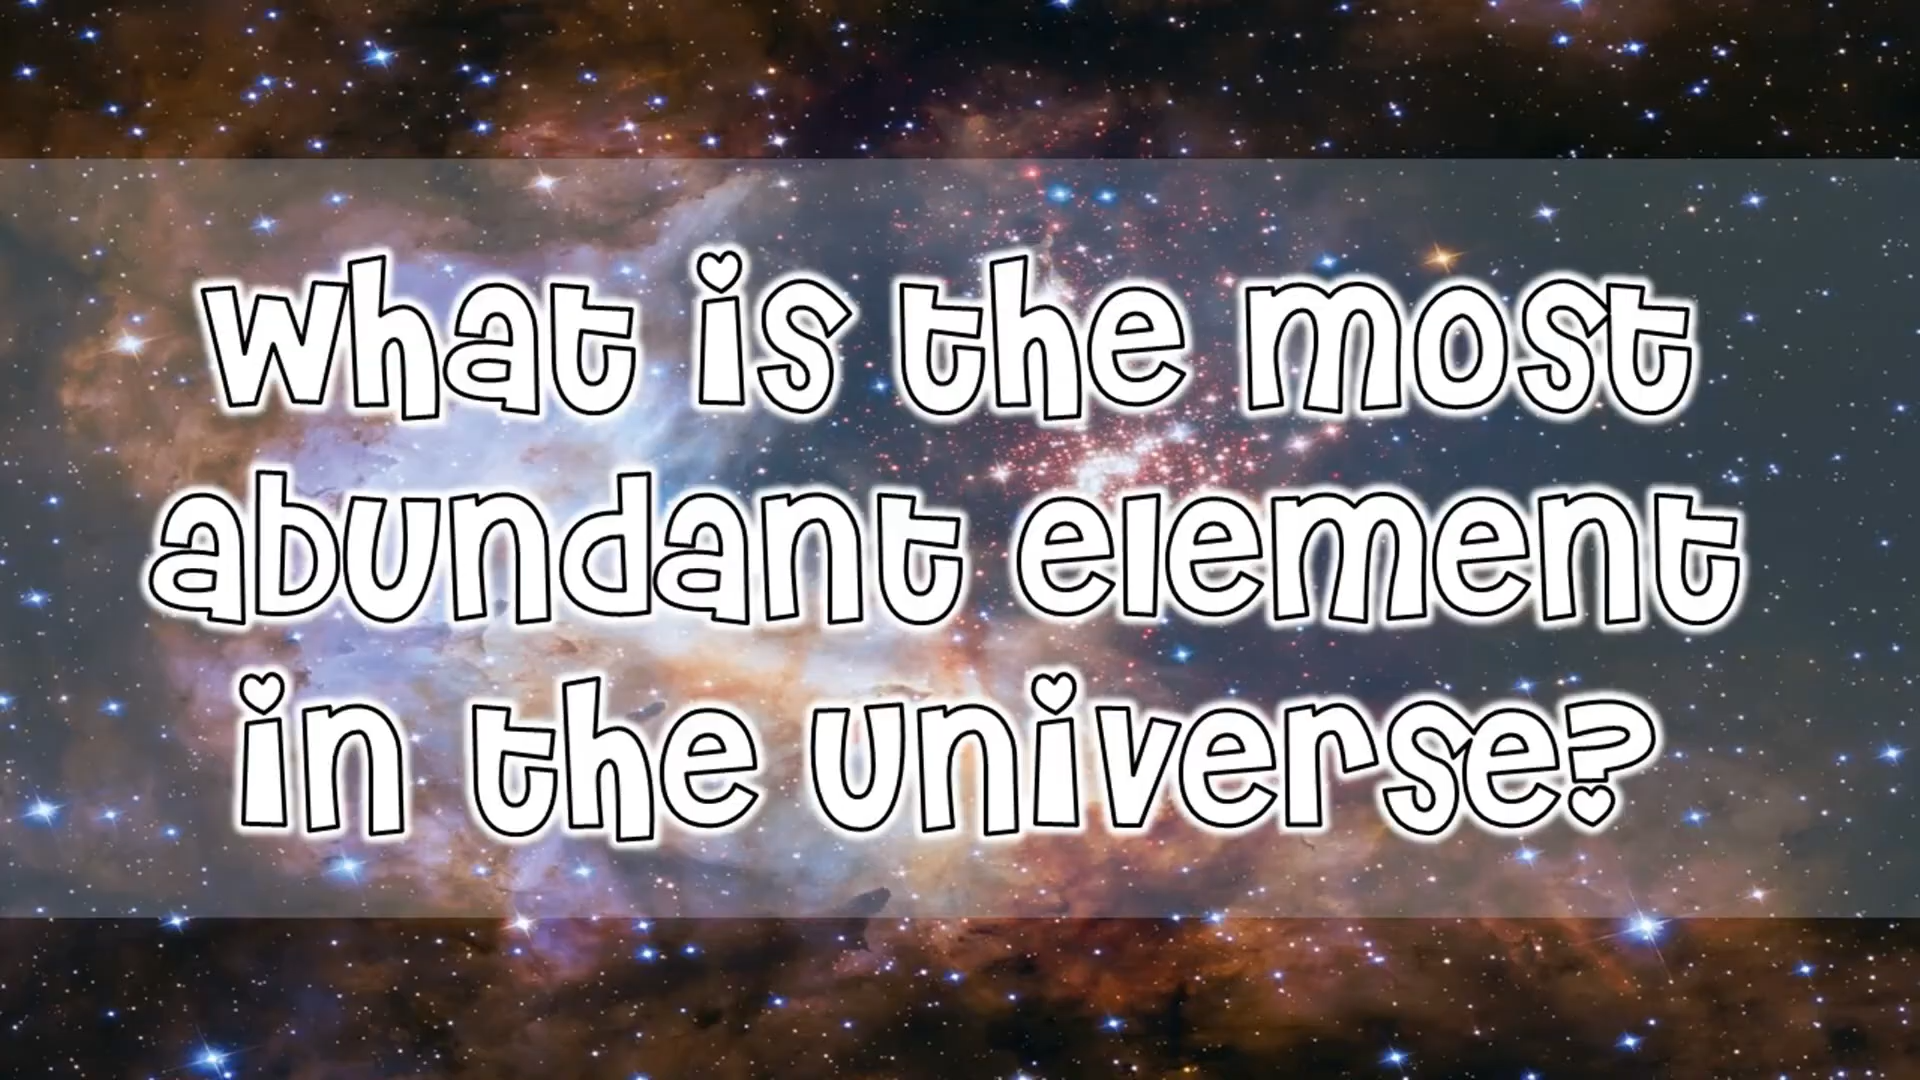 What is the most
abundant element
in the universe?